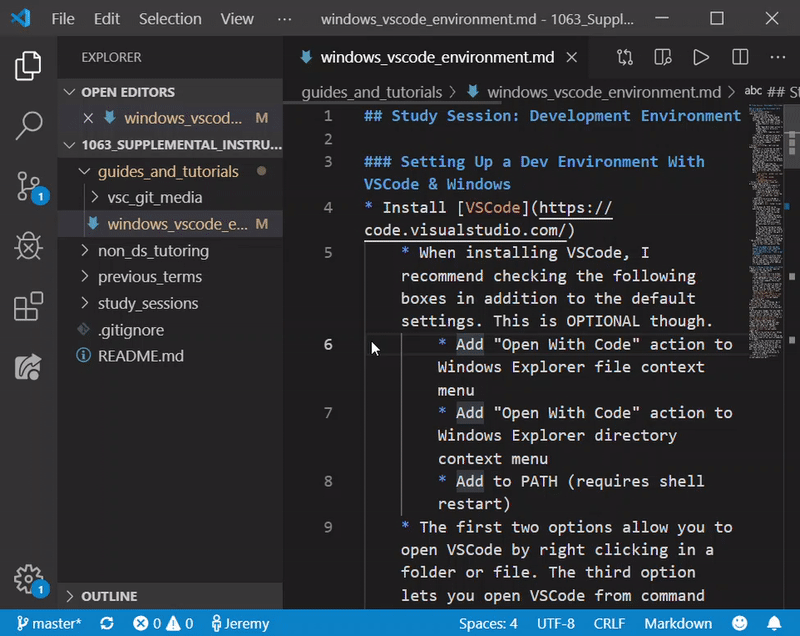 File Edit Selection View ··· windows_vscode_environment.md - 1063_Suppl...
EXPLORER
OPEN EDITORS
windows_vscod... M
1063_SUPPLEMENTAL_INSTRU...
guides_and_tutorials
vsc_git_media
windows_vscode_e... M
non_ds_tutoring
previous_terms
study_sessions
.gitignore
README.md
OUTLINE
1
1
windows_vscode_environment.md
guides_and_tutorials > windows_vscode_environment.md > abc ## St
1 ## Study Session: Development Environment
2
3 ### Setting Up a Dev Environment With
VSCode & Windows
4 * Install [VSCode](https://
code.visualstudio.com/)
5 * When installing VSCode, I
recommend checking the following
boxes in addition to the default
settings. This is OPTIONAL though.
6 * Add "Open With Code" action to
Windows Explorer file context
menu
7 * Add "Open With Code" action to
Windows Explorer directory
context menu
8 * Add to PATH (requires shell
restart)
9 * The first two options allow you to
open VSCode by right clicking in a
folder or file. The third option
lets you open VSCode from command
master* 0 0 Jeremy Spaces: 4 UTF-8 CRLF Markdown